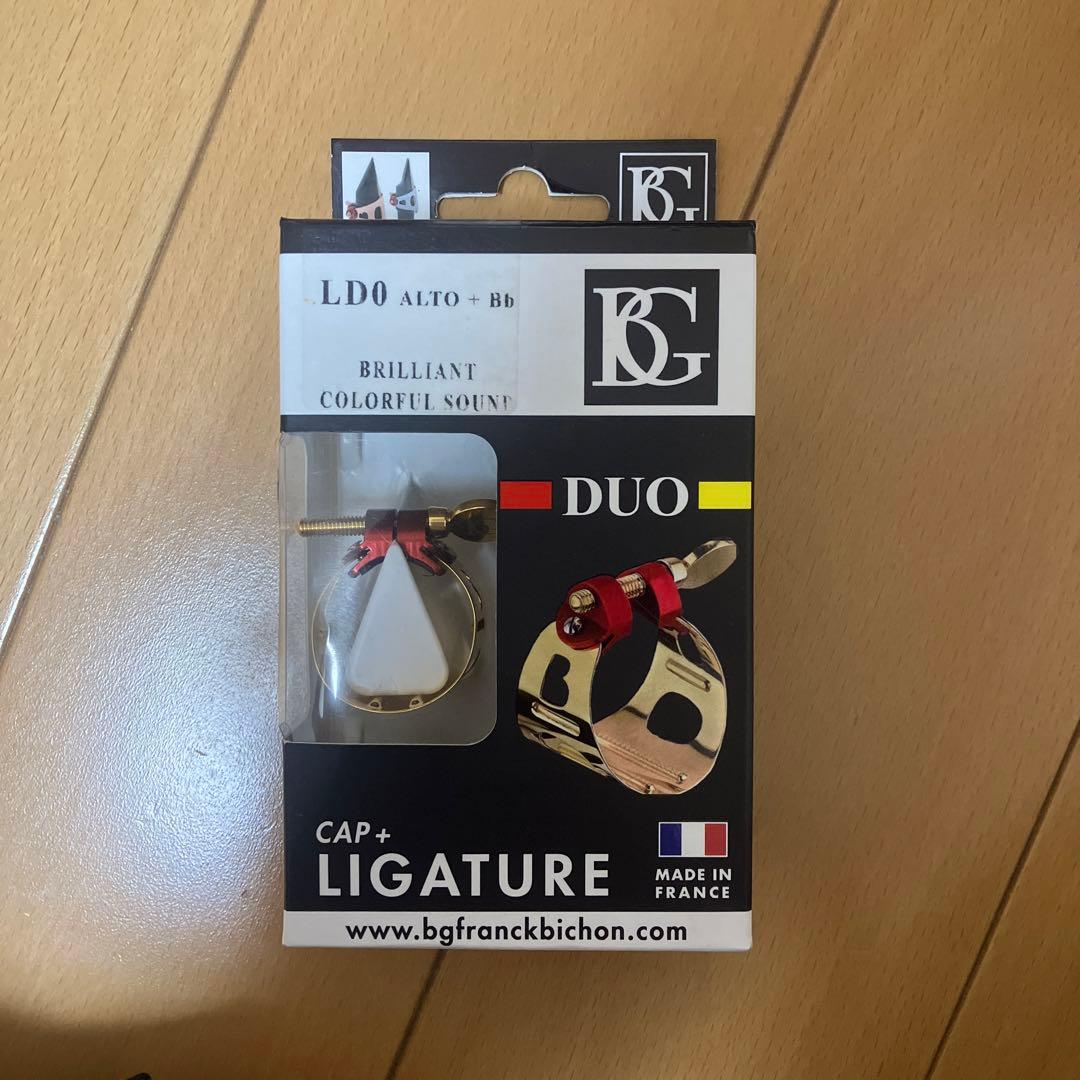 BG
LD0 ALTO + Bb
BRILLIANT
COLORFUL SOUND
BG
DUO
CAP+
LIGATURE
MADE IN
FRANCE
www.bgfranckbichon.com